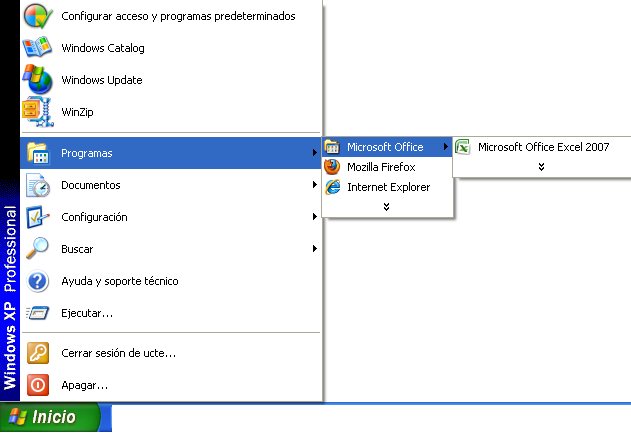 Configurar acceso y programas predeterminados
Windows Catalog
Windows Update
WinZip
Programas
Microsoft Office
Microsoft Office Excel 2007
Mozilla Firefox
Internet Explorer
Documentos
Configuración
Buscar
Ayuda y soporte técnico
Ejecutar...
Cerrar sesión de ucte...
Apagar...
Windows XP Professional
Inicio